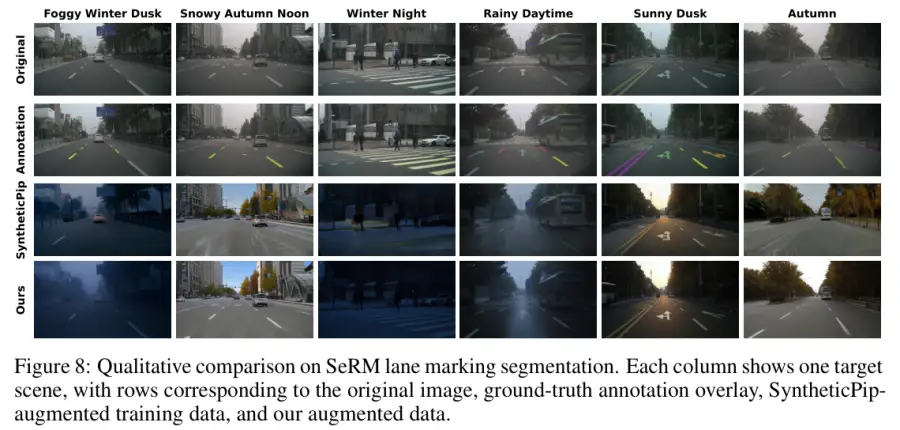 Foggy Winter Dusk Snowy Autumn Noon Winter Night Rainy Daytime Sunny Dusk Autumn
Original
Annotation
SyntheticPip
Ours
Figure 8: Qualitative comparison on SeRM lane marking segmentation. Each column shows one target
scene, with rows corresponding to the original image, ground-truth annotation overlay, SyntheticPip-
augmented training data, and our augmented data.